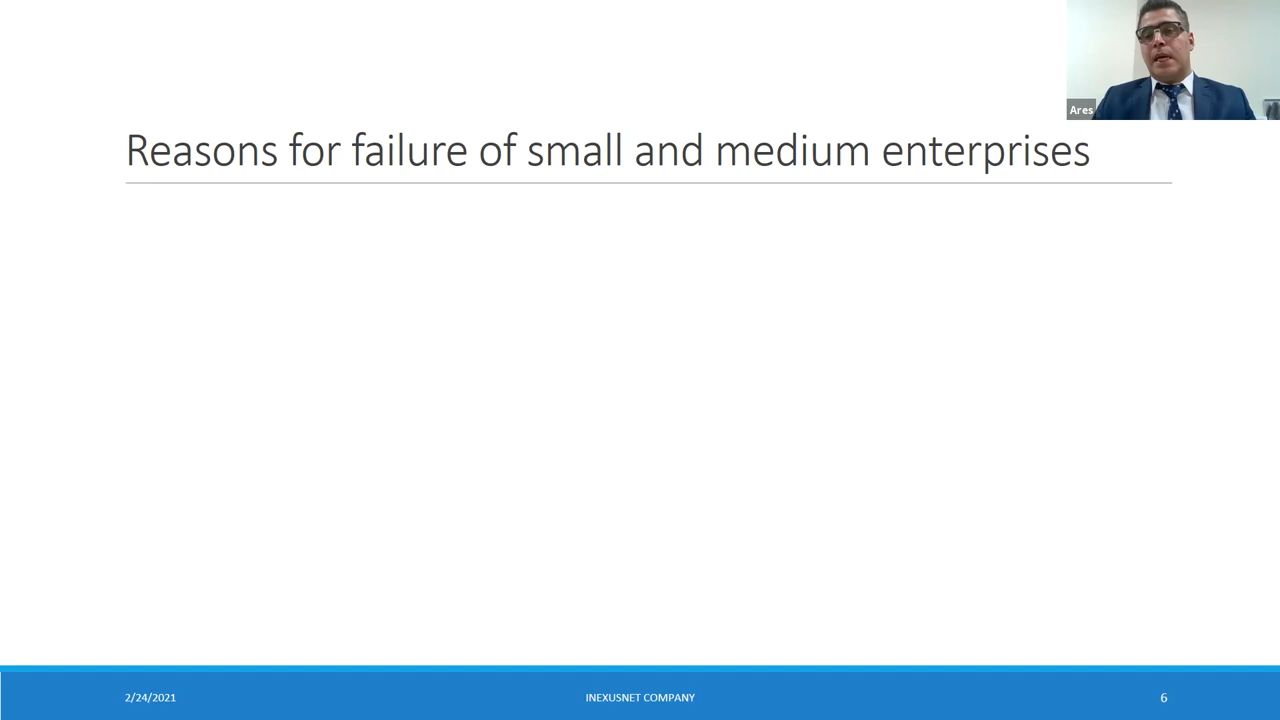 Ares
Reasons for failure of small and medium enterprises
2/24/2021
INEXUSNET COMPANY
6